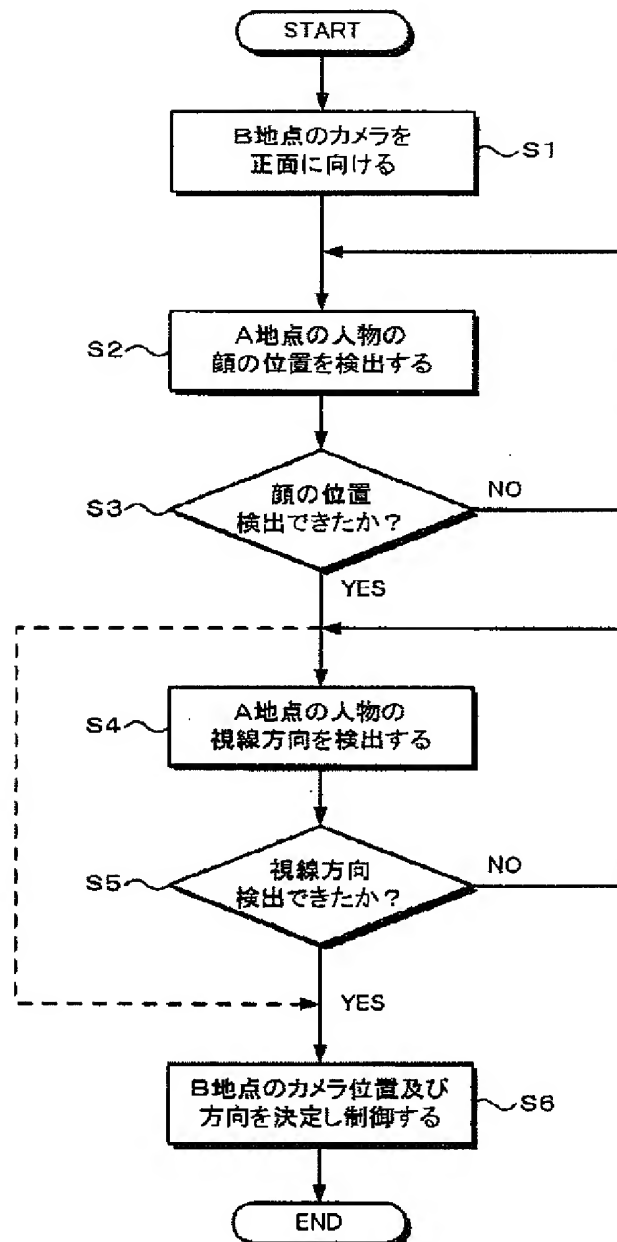 START
B地点のカメラを
正面に向ける
S1
A地点の人物の
顔の位置を検出する
S2
顔の位置
検出できたか？
S3
NO
YES
A地点の人物の
視線方向を検出する
S4
視線方向
検出できたか？
S5
NO
YES
B地点のカメラ位置及び
方向を決定し制御する
S6
END